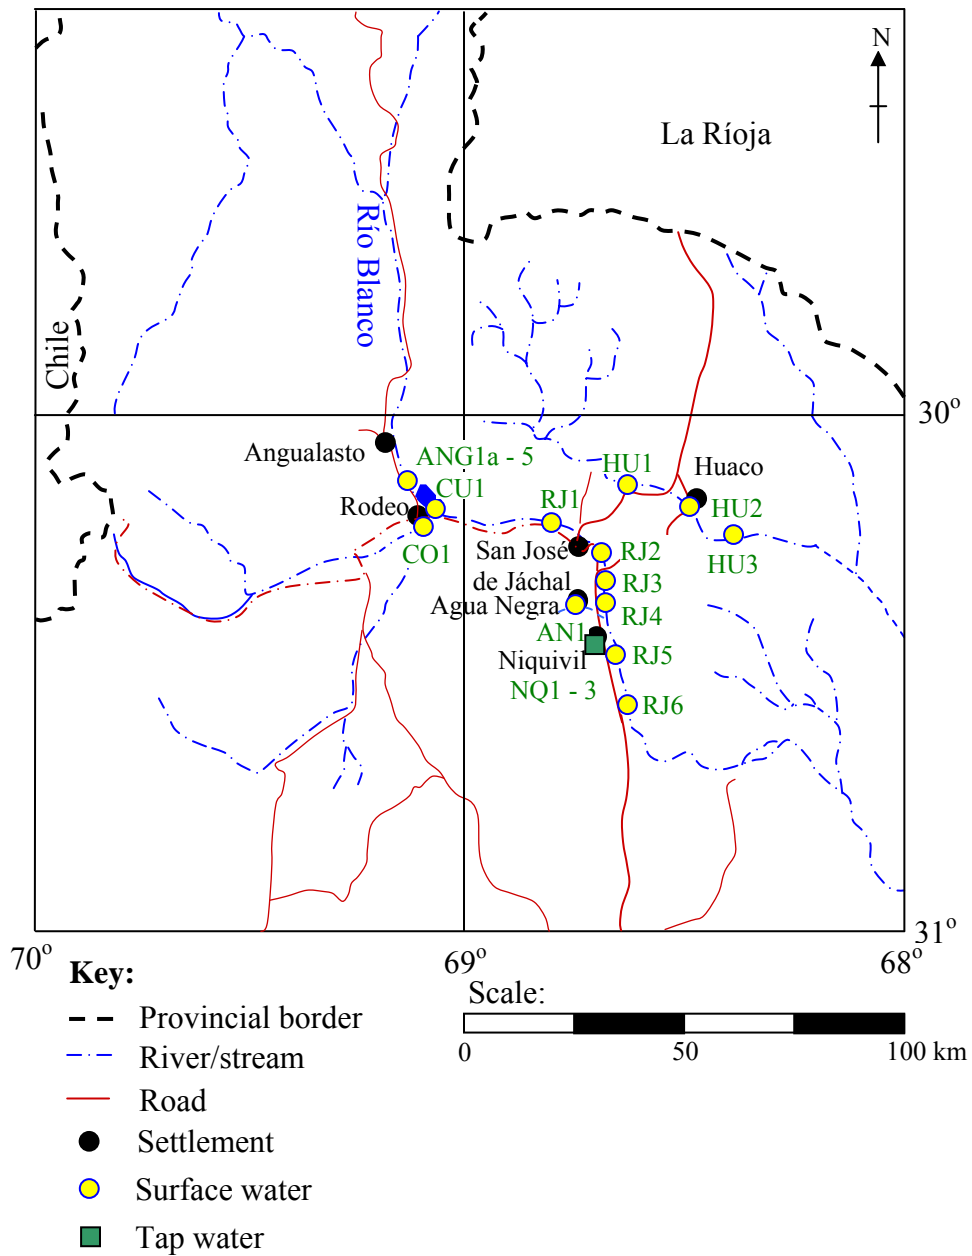 N
La Ríoja
Río Blanco
Chile
30º
Angualasto
ANG1a - 5
CU1
Rodeo
CO1
RJ1
HU1
Huaco
HU2
HU3
San José
de Jáchal
RJ2
RJ3
Agua Negra
RJ4
AN1
Niquivil
RJ5
NQ1 - 3
RJ6
31º
70º
69º
68º
Key:
Provincial border
River/stream
Road
Settlement
Surface water
Tap water
Scale:
0
50
100 km